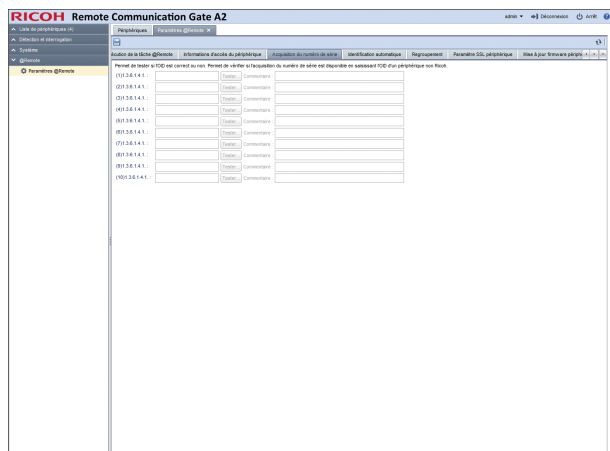 RICOH Remote Communication Gate A2
admin Déconnexion Arrêt
Liste de périphériques (4)
Détection et interrogation
Système
@Remote
Paramètres @Remote
Périphériques Paramètres @Remote
écution de la tâche @Remote Informations d'accès du périphérique Acquisition du numéro de série Identification automatique Regroupement Paramètre SSL périphérique Mise à jour firmware périphé
Permet de tester si l'OID est correct ou non. Permet de vérifier si l'acquisition du numéro de série est disponible en saisissant l'OID d'un périphérique non Ricoh.
(1)1.3.6.1.4.1. : Tester... Commentaire
(2)1.3.6.1.4.1. : Tester... Commentaire
(3)1.3.6.1.4.1. : Tester... Commentaire
(4)1.3.6.1.4.1. : Tester... Commentaire
(5)1.3.6.1.4.1. : Tester... Commentaire
(6)1.3.6.1.4.1. : Tester... Commentaire
(7)1.3.6.1.4.1. : Tester... Commentaire
(8)1.3.6.1.4.1. : Tester... Commentaire
(9)1.3.6.1.4.1. : Tester... Commentaire
(10)1.3.6.1.4.1. : Tester... Commentaire